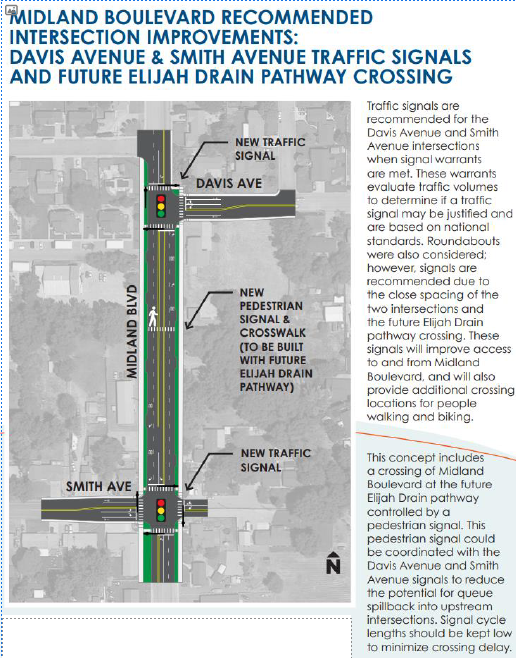 MIDLAND BOULEVARD RECOMMENDED
INTERSECTION IMPROVEMENTS:
DAVIS AVENUE & SMITH AVENUE TRAFFIC SIGNALS
AND FUTURE ELIJAH DRAIN PATHWAY CROSSING
NEW TRAFFIC
SIGNAL
DAVIS AVE
MIDLAND BLVD
NEW
PEDESTRIAN
SIGNAL &
CROSSWALK
(TO BE BUILT
WITH FUTURE
ELIJAH DRAIN
PATHWAY)
NEW TRAFFIC
SIGNAL
SMITH AVE
N
Traffic signals are
recommended for the
Davis Avenue and Smith
Avenue intersections
when signal warrants
are met. These warrants
evaluate traffic volumes
to determine if a traffic
signal may be justified and
are based on national
standards. Roundabouts
were also considered;
however, signals are
recommended due to
the close spacing of the
two intersections and
the future Elijah Drain
pathway crossing. These
signals will improve access
to and from Midland
Boulevard, and will also
provide additional crossing
locations for people
walking and biking.
This concept includes
a crossing of Midland
Boulevard at the future
Elijah Drain pathway
controlled by a
pedestrian signal. This
pedestrian signal could
be coordinated with the
Davis Avenue and Smith
Avenue signals to reduce
the potential for queue
spillback into upstream
intersections. Signal cycle
lengths should be kept low
to minimize crossing delay.